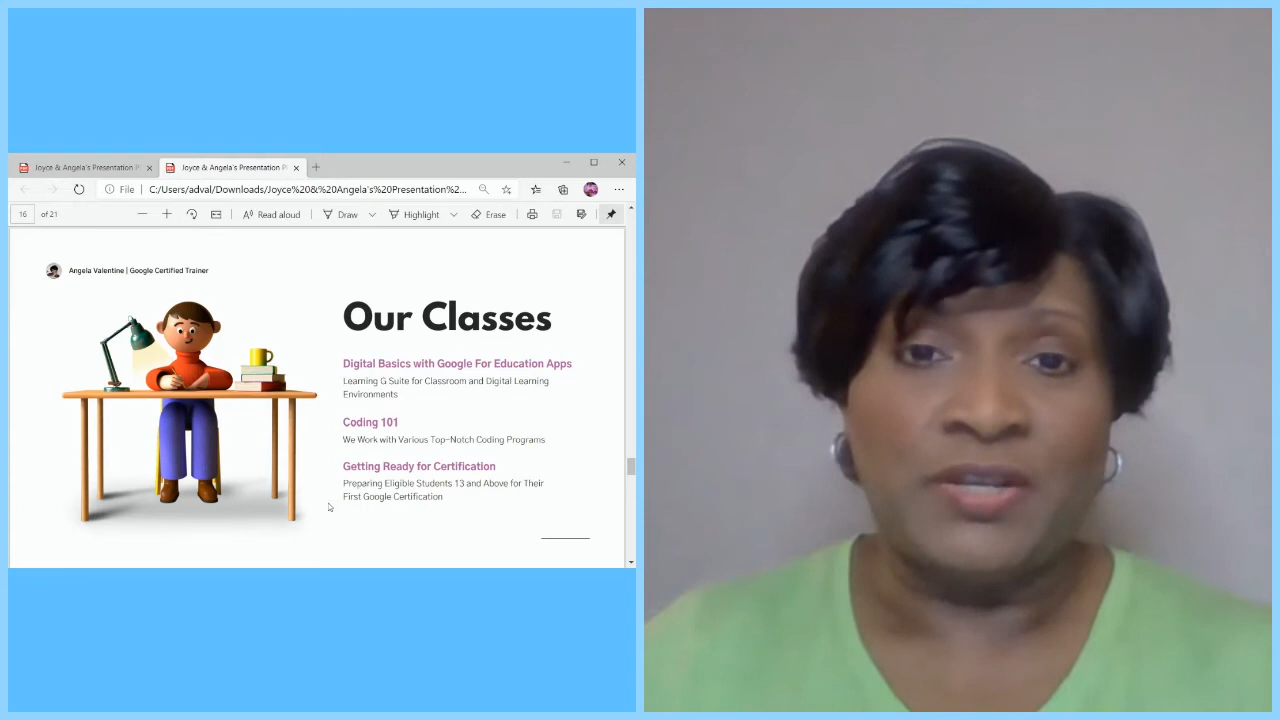 Joyce & Angela's Presentation P
Joyce & Angela's Presentation P
File
C:/Users/adval/Downloads/Joyce%20&%20Angela's%20Presentation%2...
16 of 21
Read aloud
Draw
Highlight
Erase
Angela Valentine | Google Certified Trainer
Our Classes
Digital Basics with Google For Education Apps
Learning G Suite for Classroom and Digital Learning
Environments
Coding 101
We Work with Various Top-Notch Coding Programs
Getting Ready for Certification
Preparing Eligible Students 13 and Above for Their
First Google Certification